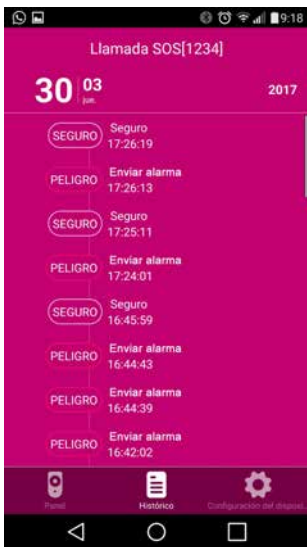 9:18
Llamada SOS[1234]
30 03 jun. 2017
SEGURO Seguro
17:26:19
PELIGRO Enviar alarma
17:26:13
SEGURO Seguro
17:25:11
PELIGRO Enviar alarma
17:24:01
SEGURO Seguro
16:45:59
PELIGRO Enviar alarma
16:44:43
PELIGRO Enviar alarma
16:44:39
PELIGRO Enviar alarma
16:42:02
Panel Histórico Configuración del disposi...